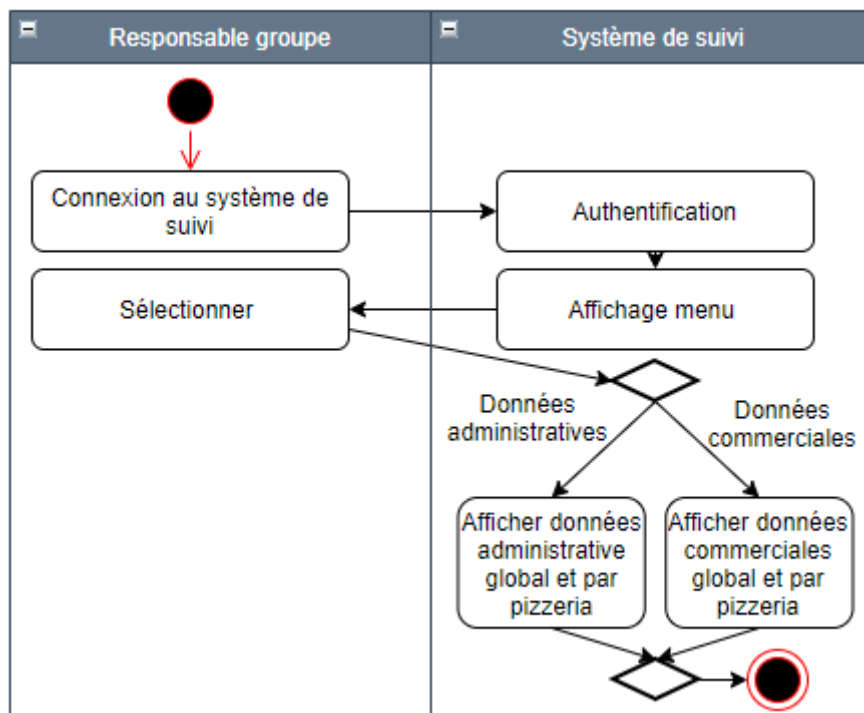 Responsable groupe
Système de suivi
Connexion au système de
suivi
Authentification
Sélectionner
Affichage menu
Données
administratives
Données
commerciales
Afficher données
administrative
global et par
pizzeria
Afficher données
commerciales
global et par
pizzeria